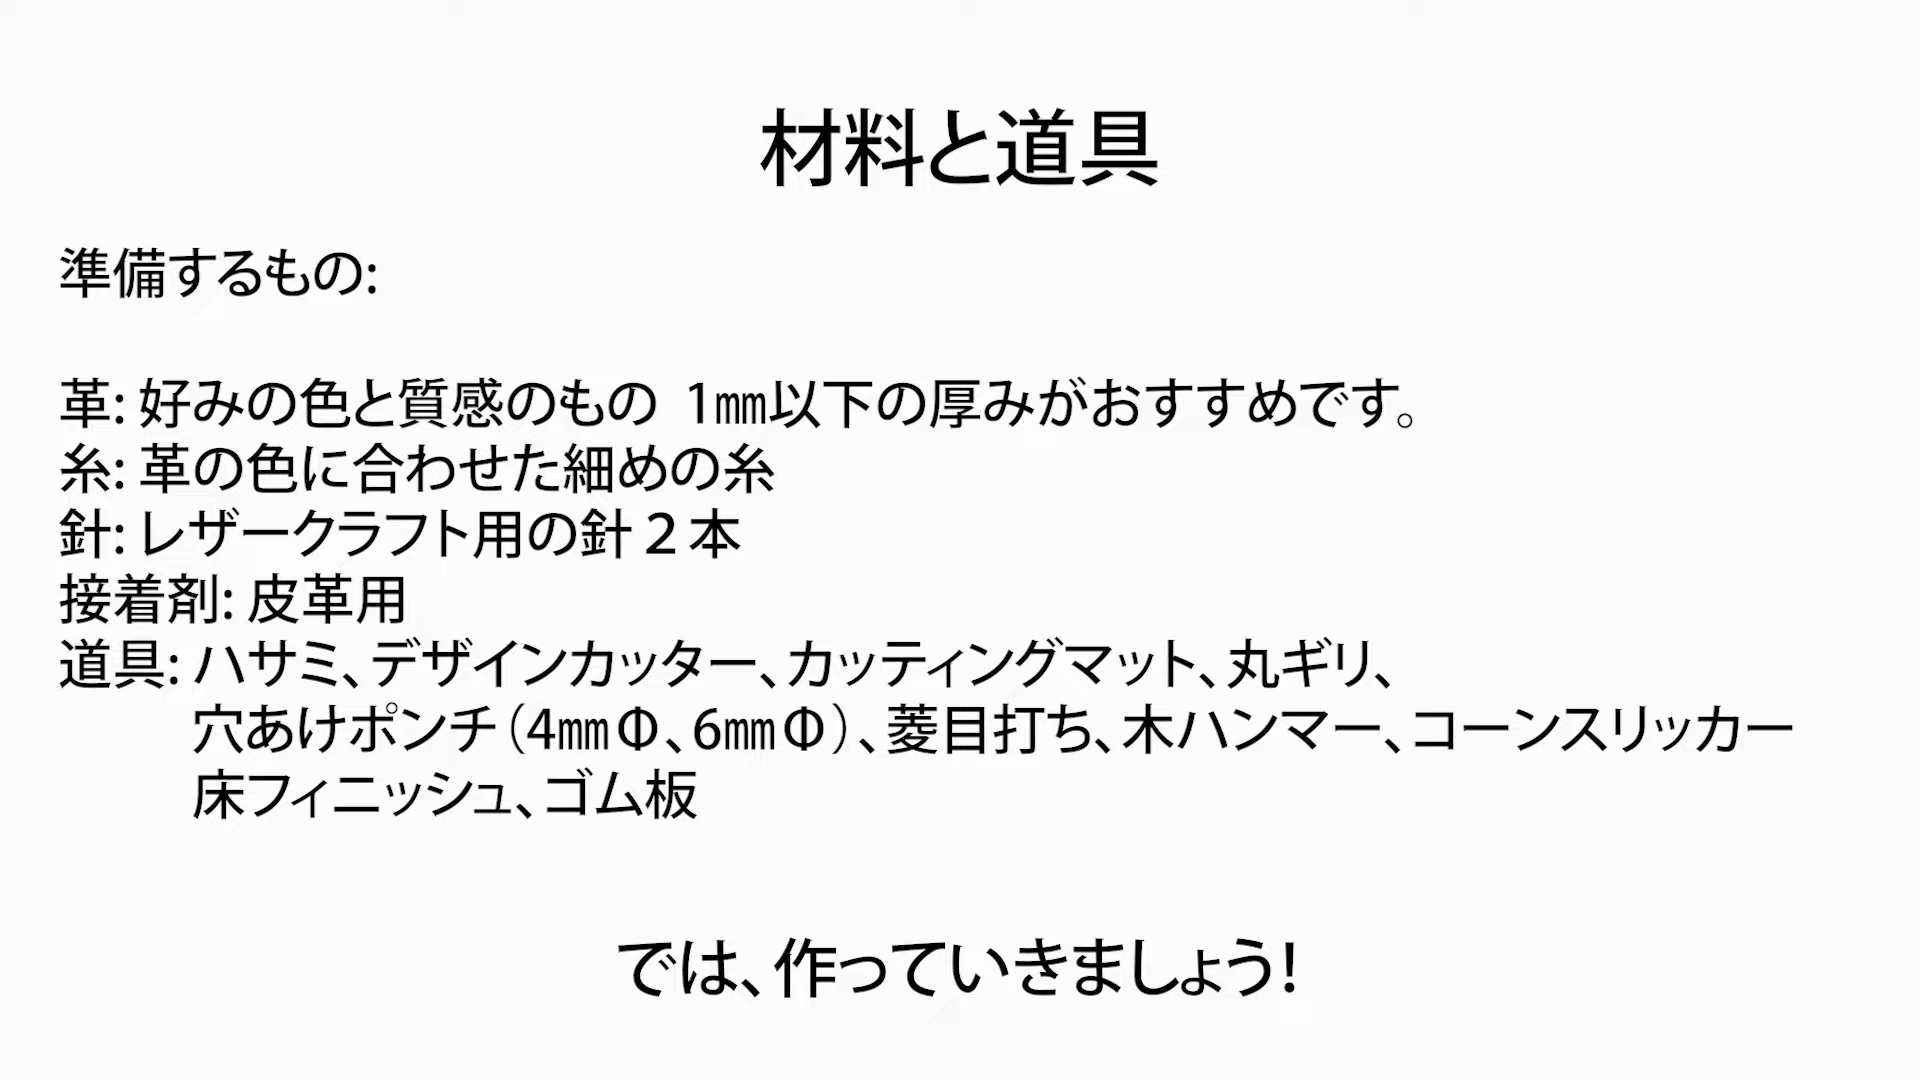 材料と道具
準備するもの:
革: 好みの色と質感のもの 1㎜以下の厚みがおすすめです。
糸: 革の色に合わせた細めの糸
針: レザークラフト用の針２本
接着剤: 皮革用
道具: ハサミ、デザインカッター、カッティングマット、丸ギリ、
穴あけポンチ（4㎜Φ、6㎜Φ）、菱目打ち、木ハンマー、コーンスリッカー
床フィニッシュ、ゴム板
では、作っていきましょう！